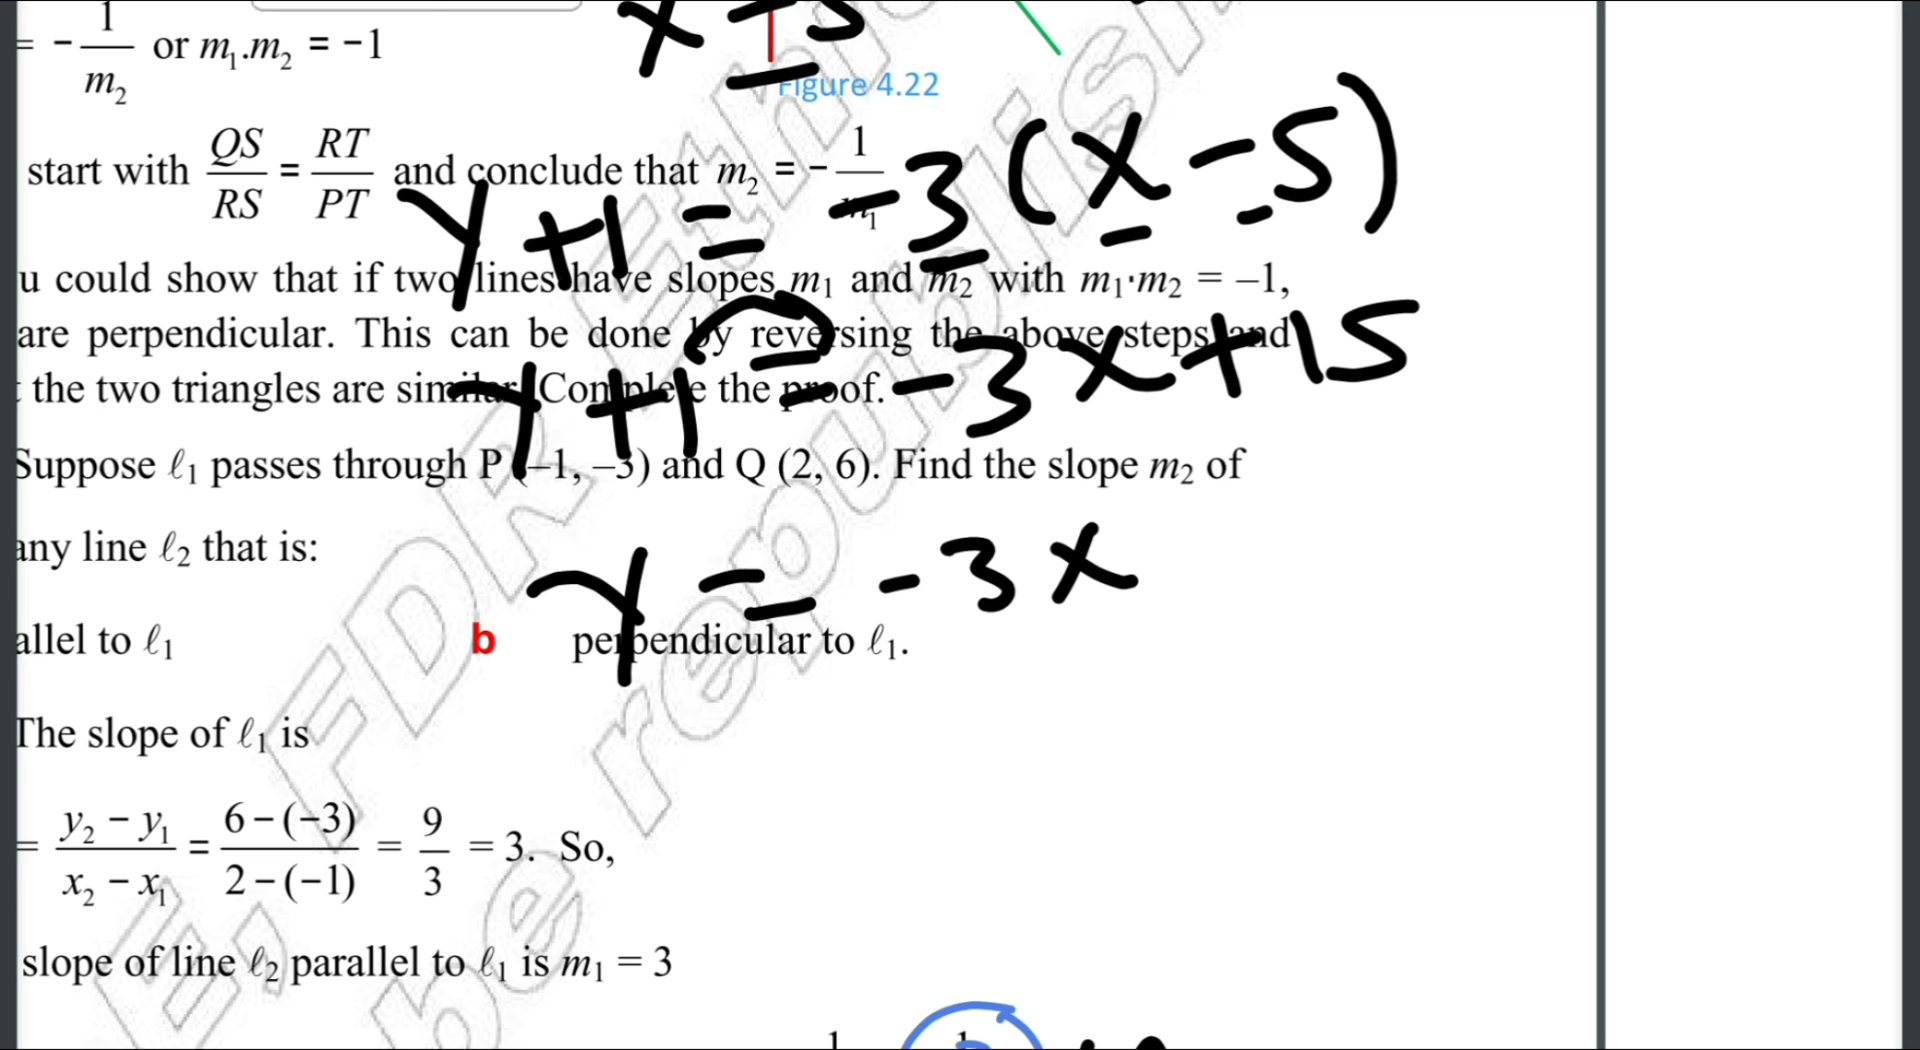 = - 1/m₂ or m₁.m₂ = -1
x - 5
Figure 4.22
start with QS/RS = RT/PT and conclude that m₂ = - 1/m₁
y + 1 = -3(x - 5)
u could show that if two lines have slopes m₁ and m₂ with m₁·m₂ = –1,
are perpendicular. This can be done by reversing the above steps and
y + 1 = -3x + 15
the two triangles are similar. Complete the proof.
Suppose ℓ₁ passes through P (–1, –3) and Q (2, 6). Find the slope m₂ of
any line ℓ₂ that is:
y = -3x
allel to ℓ₁ b perpendicular to ℓ₁.
The slope of ℓ₁ is
= y₂ - y₁/x₂ - x₁ = 6-(-3)/2-(-1) = 9/3 = 3. So,
slope of line ℓ₂ parallel to ℓ₁ is m₁ = 3